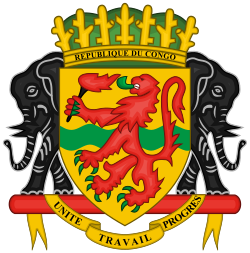 REPUBLIQUE DU CONGO
UNITE
TRAVAIL
PROGRES